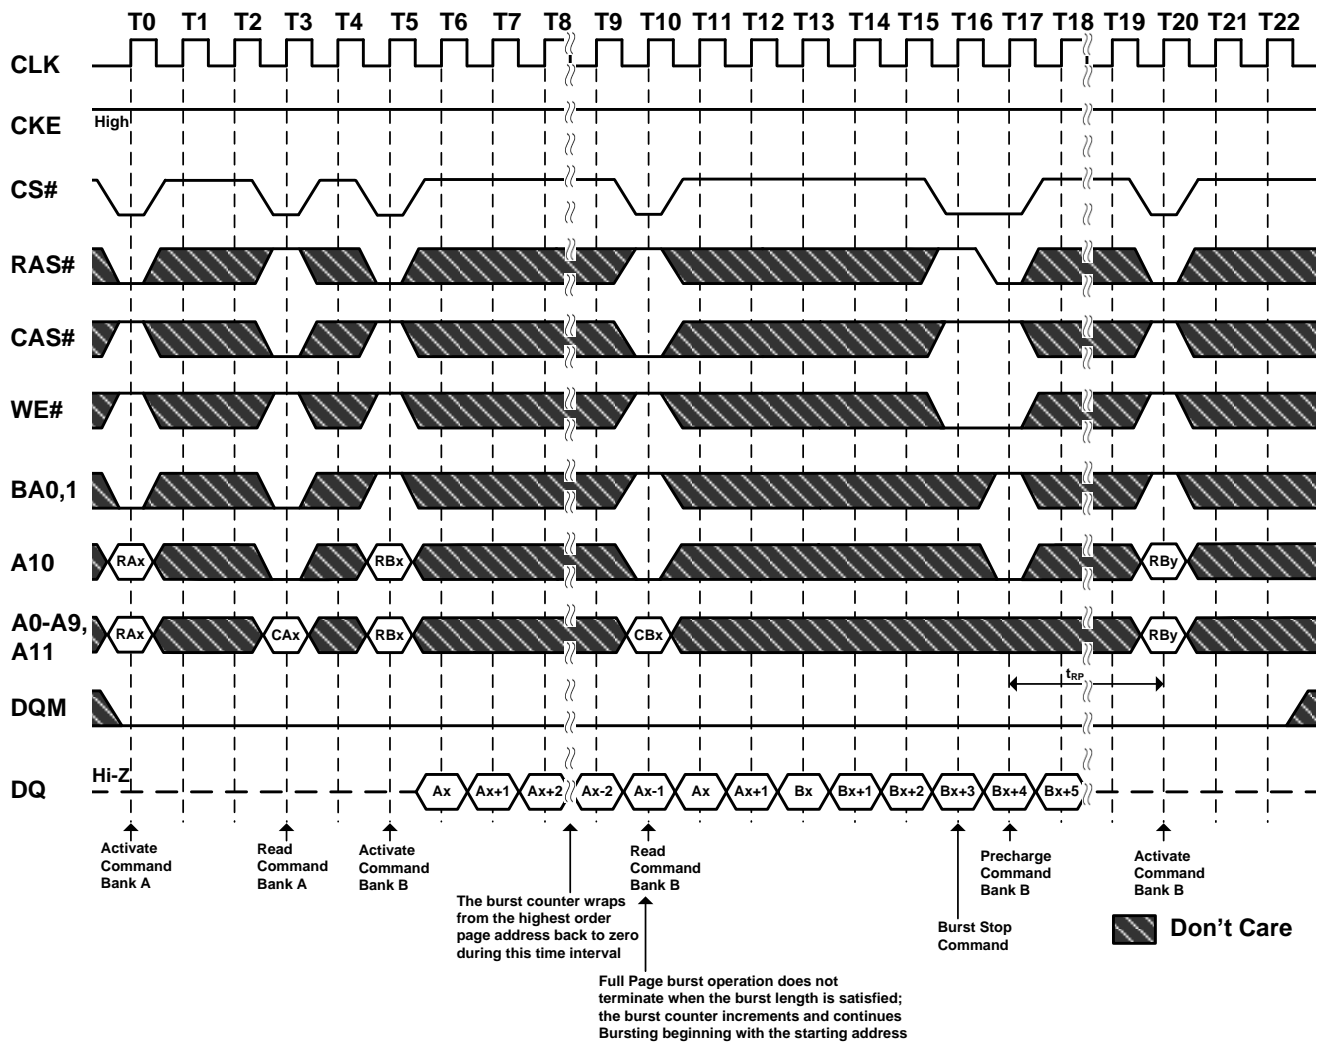 T0 T1 T2 T3 T4 T5 T6 T7 T8 T9 T10 T11 T12 T13 T14 T15 T16 T17 T18 T19 T20 T21 T22
CLK
CKE High
CS#
RAS#
CAS#
WE#
BA0,1
A10 RAx RBx RBy
A0-A9,
A11
RAx CAx RBx CBx RBy
tRP
DQM
Hi-Z
DQ Ax Ax+1 Ax+2 Ax-2 Ax-1 Ax Ax+1 Bx Bx+1 Bx+2 Bx+3 Bx+4 Bx+5
Activate
Command
Bank A
Read
Command
Bank A
Activate
Command
Bank B
The burst counter wraps
from the highest order
page address back to zero
during this time interval
Read
Command
Bank B
Full Page burst operation does not
terminate when the burst length is satisfied;
the burst counter increments and continues
Bursting beginning with the starting address
Burst Stop
Command
Precharge
Command
Bank B
Activate
Command
Bank B
Don't Care